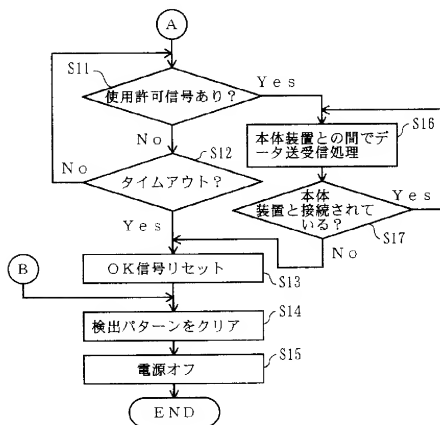 A
S11
使用許可信号あり?
Yes
No
S12
タイムアウト?
No
Yes
S16
本体装置との間でデ
ータ送受信処理
本体
装置と接続されて
いる?
Yes
S17
No
B
OK信号リセット
S13
検出パターンをクリア
S14
電源オフ
S15
END